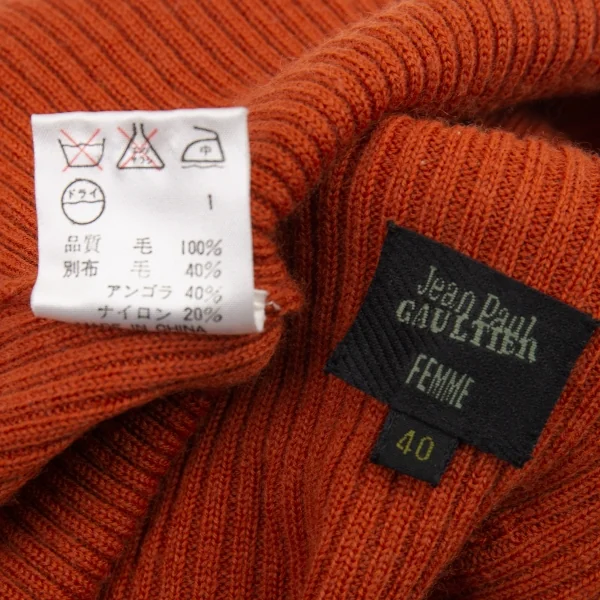 中
ドライ
1
品質 毛 100%
別布 毛 40%
アンゴラ 40%
ナイロン 20%
MADE IN CHINA
Jean Paul
GAULTIER
FEMME
40